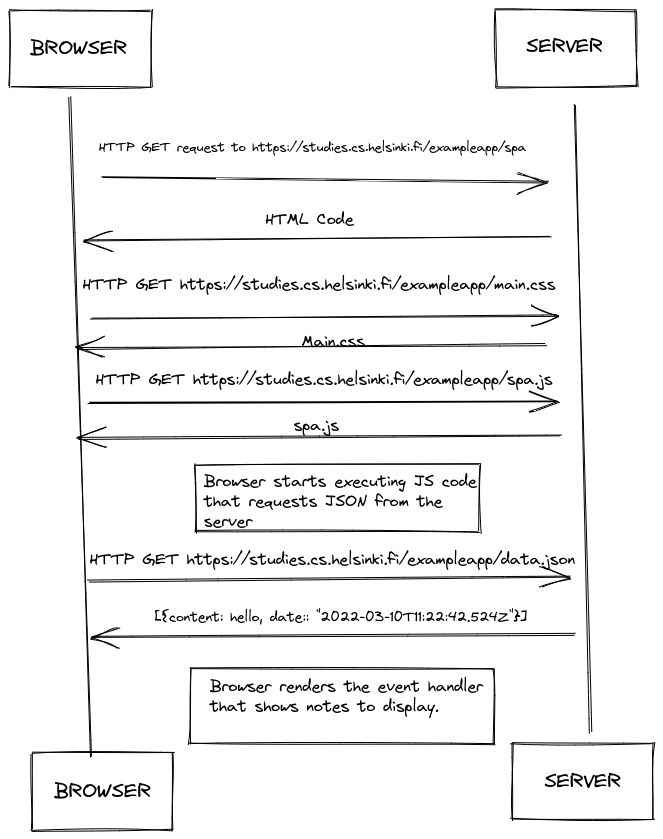 BROWSER
SERVER
HTTP GET request to https://studies.cs.helsinki.fi/exampleapp/spa
HTML Code
HTTP GET https://studies.cs.helsinki.fi/exampleapp/main.css
Main.css
HTTP GET https://studies.cs.helsinki.fi/exampleapp/spa.js
spa.js
Browser starts executing JS code
that requests JSON from the
server
HTTP GET https://studies.cs.helsinki.fi/exampleapp/data.json
[{content: hello, date:: "2022-03-10T11:22:42.524Z"}]
Browser renders the event handler
that shows notes to display.
BROWSER
SERVER